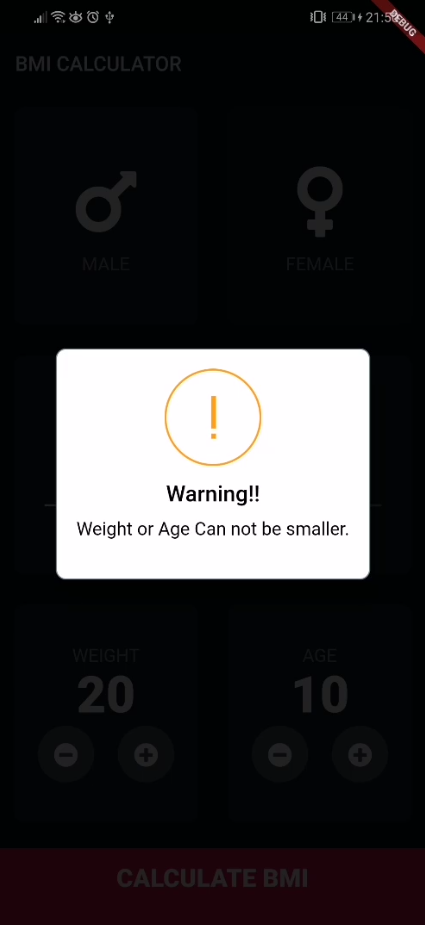 44 21:5
DEBUG
BMI CALCULATOR
MALE
FEMALE
!
Warning!!
Weight or Age Can not be smaller.
WEIGHT
AGE
20
10
CALCULATE BMI